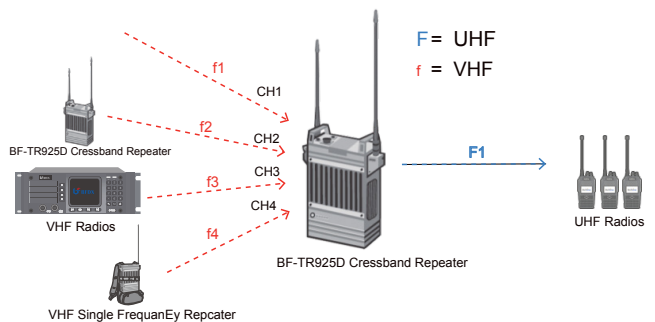 F = UHF
f = VHF
f1
CH1
f2
CH2
BF-TR925D Cressband Repeater
CH3
f3
F1
VHF Radios
CH4
UHF Radios
f4
BF-TR925D Cressband Repeater
VHF Single FrequanEy Repcater